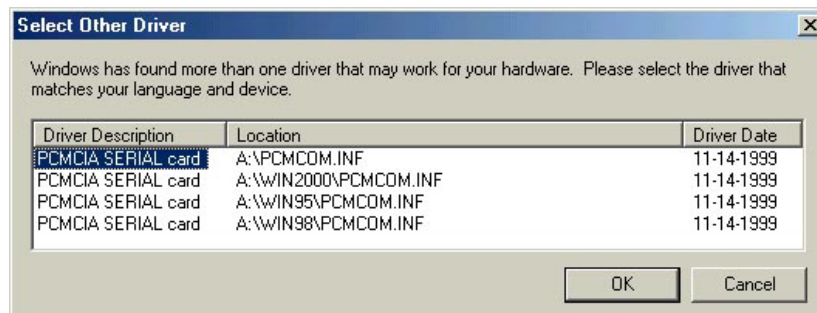 Select Other Driver
Windows has found more than one driver that may work for your hardware. Please select the driver that
matches your language and device.
Driver Description Location Driver Date
PCMCIA SERIAL card A:\PCMCOM.INF 11-14-1999
PCMCIA SERIAL card A:\WIN2000\PCMCOM.INF 11-14-1999
PCMCIA SERIAL card A:\WIN95\PCMCOM.INF 11-14-1999
PCMCIA SERIAL card A:\WIN98\PCMCOM.INF 11-14-1999
OK Cancel